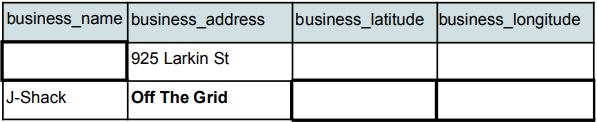 business_name business_address business_latitude business_longitude
925 Larkin St
J-Shack Off The Grid